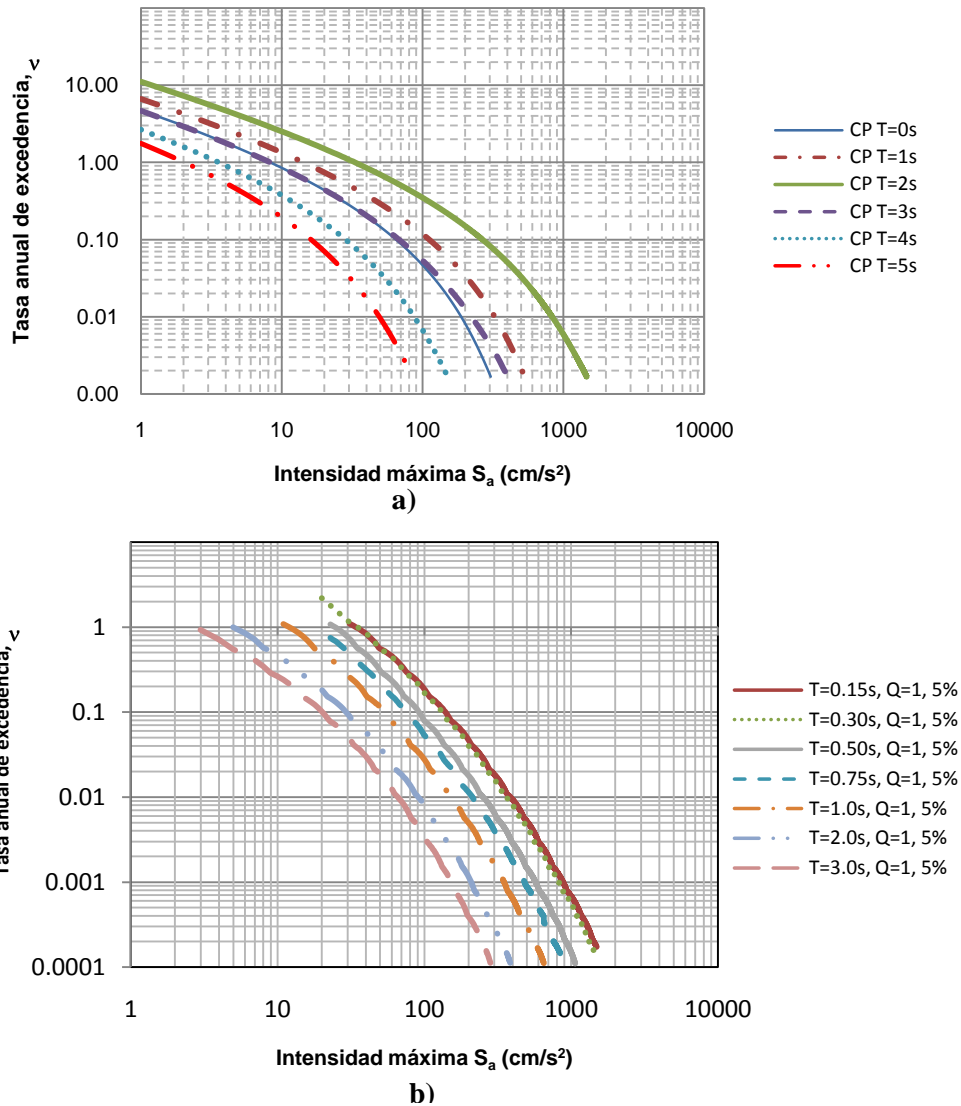 Tasa anual de excedencia, ν
10.00
1.00
0.10
0.01
0.00
1 10 100 1000 10000
Intensidad máxima Sa (cm/s²)
a)
CP T=0s
CP T=1s
CP T=2s
CP T=3s
CP T=4s
CP T=5s
Tasa anual de excedencia, ν
1
0.1
0.01
0.001
0.0001
1 10 100 1000 10000
Intensidad máxima Sa (cm/s²)
b)
T=0.15s, Q=1, 5%
T=0.30s, Q=1, 5%
T=0.50s, Q=1, 5%
T=0.75s, Q=1, 5%
T=1.0s, Q=1, 5%
T=2.0s, Q=1, 5%
T=3.0s, Q=1, 5%